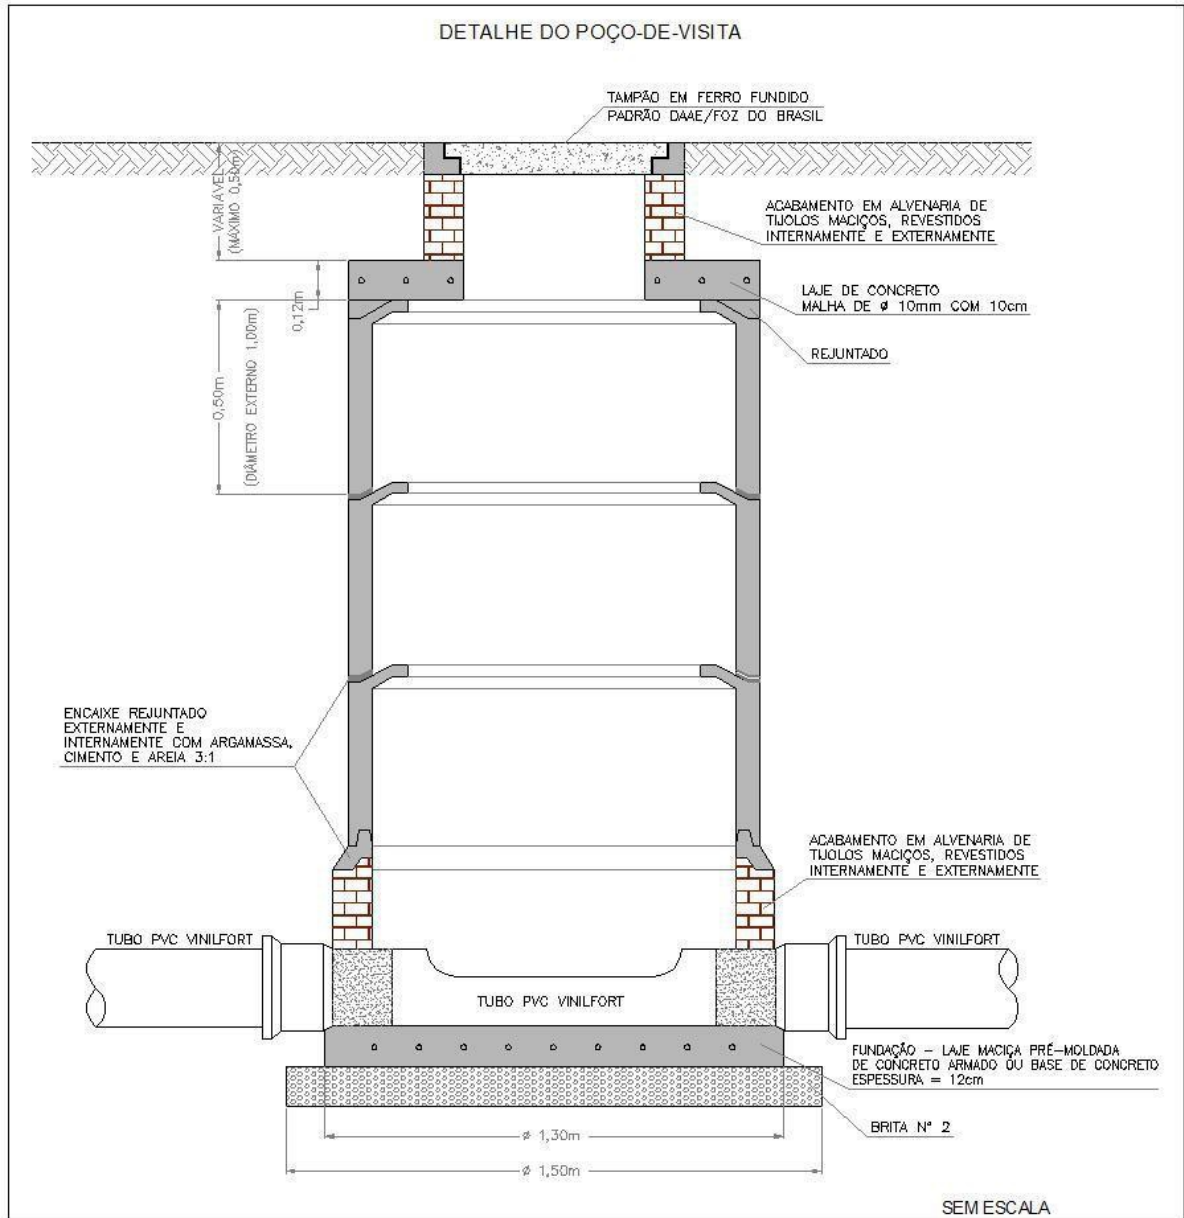 DETALHE DO POÇO-DE-VISITA
TAMPÃO EM FERRO FUNDIDO
PADRÃO DAAE/FOZ DO BRASIL
VARIÁVEL
(MÁXIMO 0,50m)
ACABAMENTO EM ALVENARIA DE
TIJOLOS MACIÇOS, REVESTIDOS
INTERNAMENTE E EXTERNAMENTE
0,12m
LAJE DE CONCRETO
MALHA DE ø 10mm COM 10cm
REJUNTADO
0,50m
(DIÂMETRO EXTERNO 1,00m)
ENCAIXE REJUNTADO
EXTERNAMENTE E
INTERNAMENTE COM ARGAMASSA,
CIMENTO E AREIA 3:1
ACABAMENTO EM ALVENARIA DE
TIJOLOS MACIÇOS, REVESTIDOS
INTERNAMENTE E EXTERNAMENTE
TUBO PVC VINILFORT
TUBO PVC VINILFORT
TUBO PVC VINILFORT
FUNDAÇÃO - LAJE MACIÇA PRÉ-MOLDADA
DE CONCRETO ARMADO OU BASE DE CONCRETO
ESPESSURA = 12cm
BRITA N° 2
ø 1,30m
ø 1,50m
SEM ESCALA